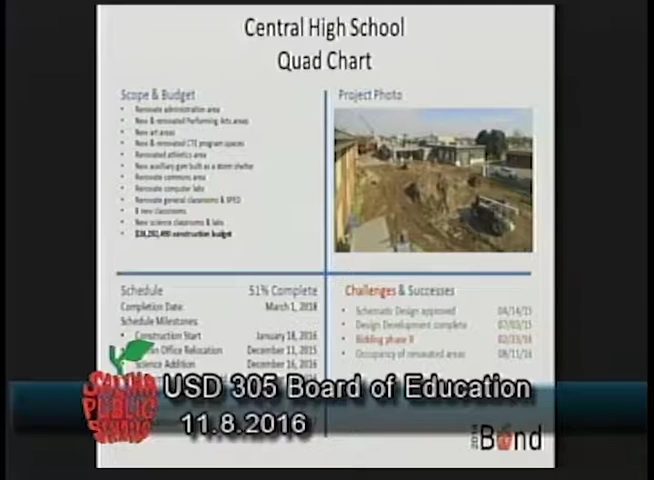 Central High School
Quad Chart
Scope & Budget
Renovate administration area
New & renovated Performing Arts areas
New art areas
New & renovated CTE program spaces
Renovated athletics area
New auxiliary gym built as a storm shelter
Renovate commons area
Renovate computer labs
Renovate general classrooms & SPED
8 new classrooms
New science classrooms & labs
construction budget
Project Photo
Schedule 51% Complete
Completion Date: March 1, 2018
Schedule Milestones:
Construction Start January 18, 2016
Office Relocation December 11, 2015
Science Addition December 16, 2016
Challenges & Successes
Schematic Design approved 04/14/15
Design Development complete 07/03/15
Bidding phase II 02/23/16
Occupancy of renovated areas 08/11/16
SALINA
PUBLIC
SCHOOLS
USD 305 Board of Education
11.8.2016
2014 Bond